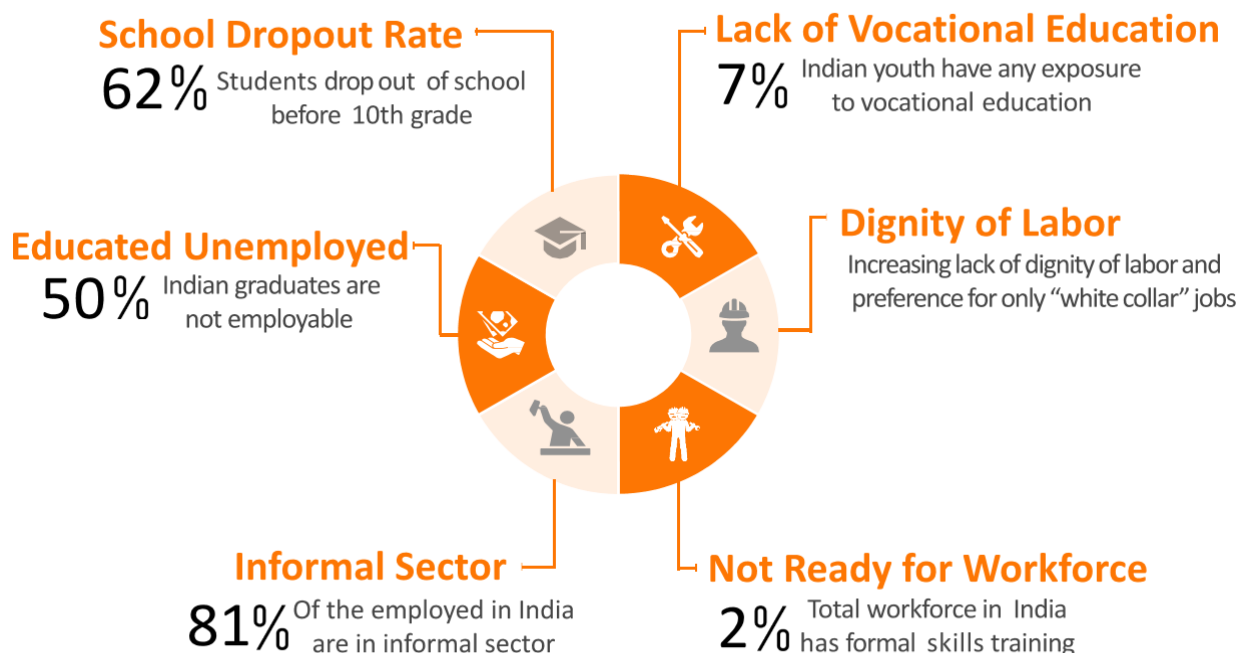 School Dropout Rate
62% Students drop out of school
before 10th grade
Lack of Vocational Education
7% Indian youth have any exposure
to vocational education
Educated Unemployed
50% Indian graduates are
not employable
Dignity of Labor
Increasing lack of dignity of labor and
preference for only “white collar” jobs
Informal Sector
81% Of the employed in India
are in informal sector
Not Ready for Workforce
2% Total workforce in India
has formal skills training